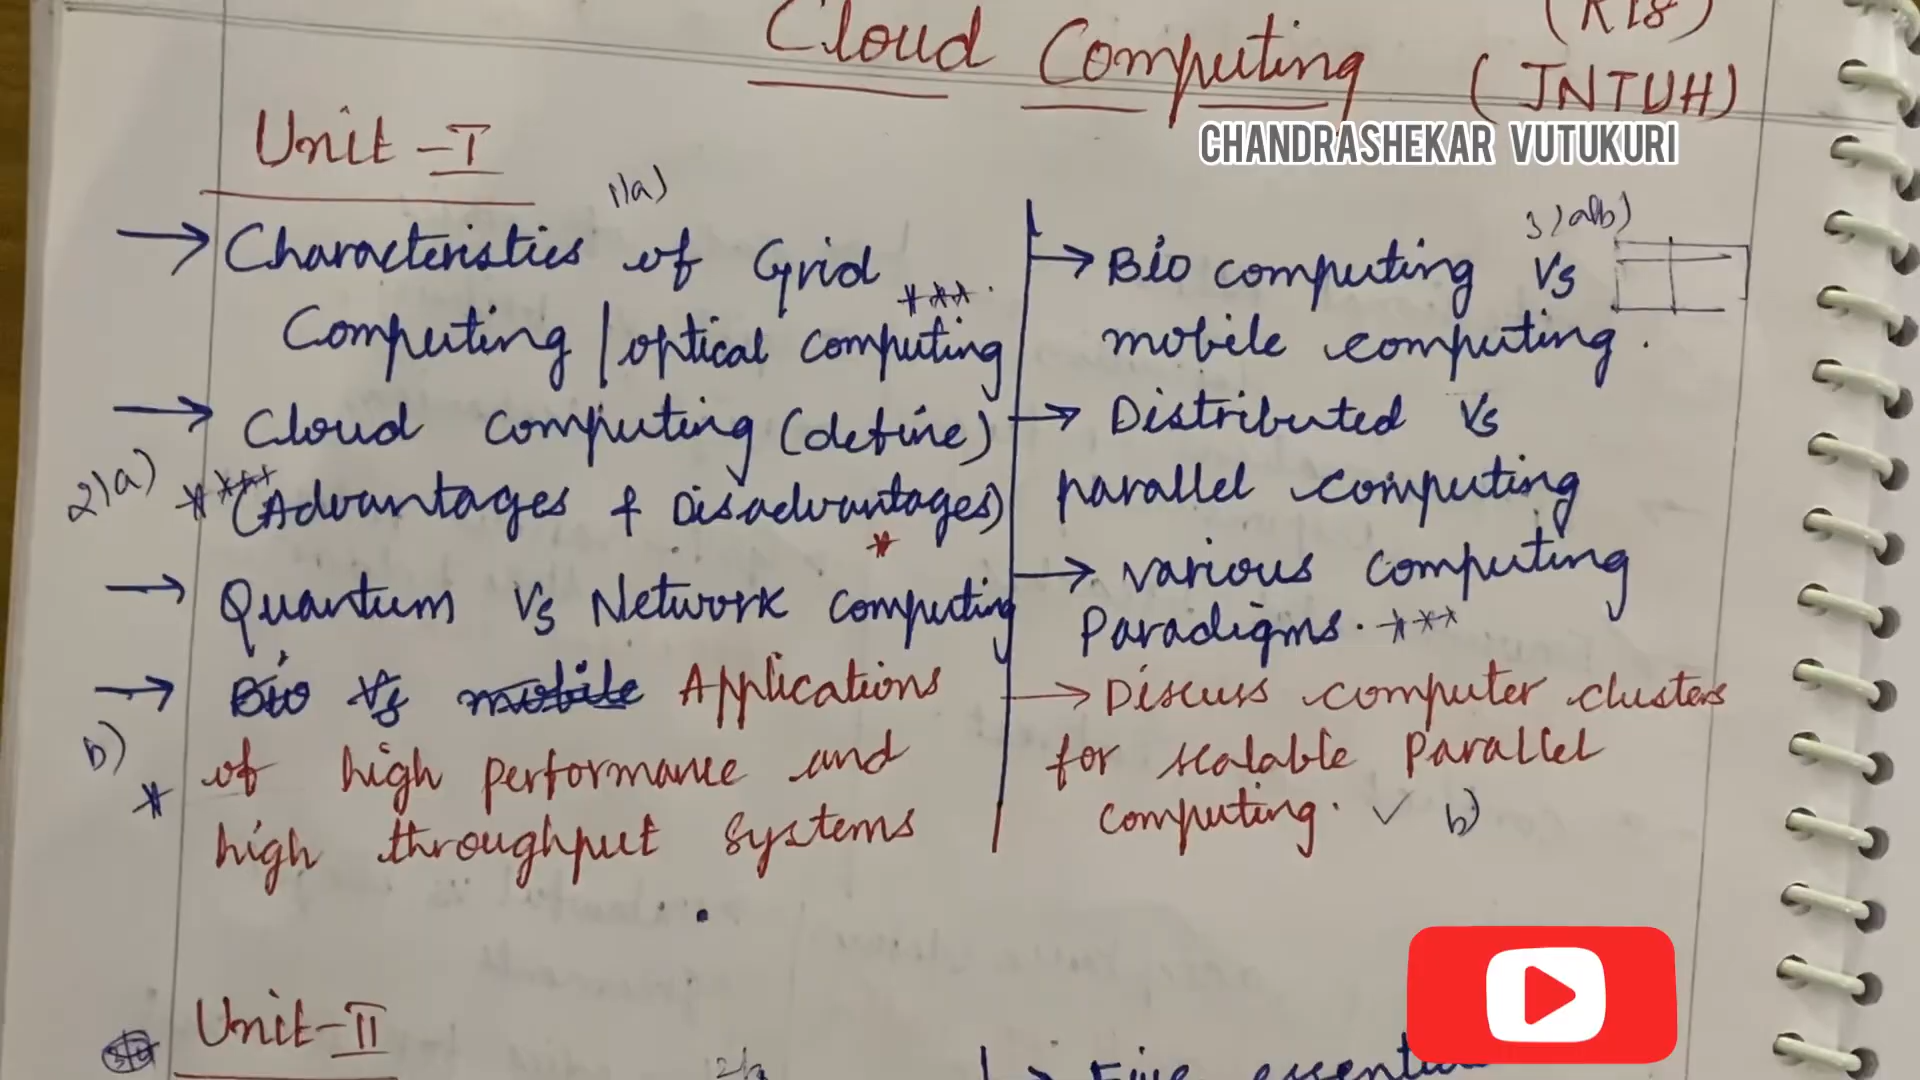 Cloud Computing (R18)
(JNTUH)
CHANDRASHEKAR VUTUKURI
Unit-I
1)a)
→ Characteristics of Grid
***
Computing / optical computing
→ Cloud computing (define)
2)a) **** (Advantages & Disadvantages)
*
→ Quantum Vs Network computing
→ Bio Vs mobile Applications
b)
* of high performance and
high throughput systems
3)a)b)
→ Bio computing Vs
mobile computing.
→ Distributed Vs
parallel computing
→ various computing
Paradigms. ***
→ Discuss computer clusters
for scalable Parallel
computing. ✓ b)
Unit-II
→ Five